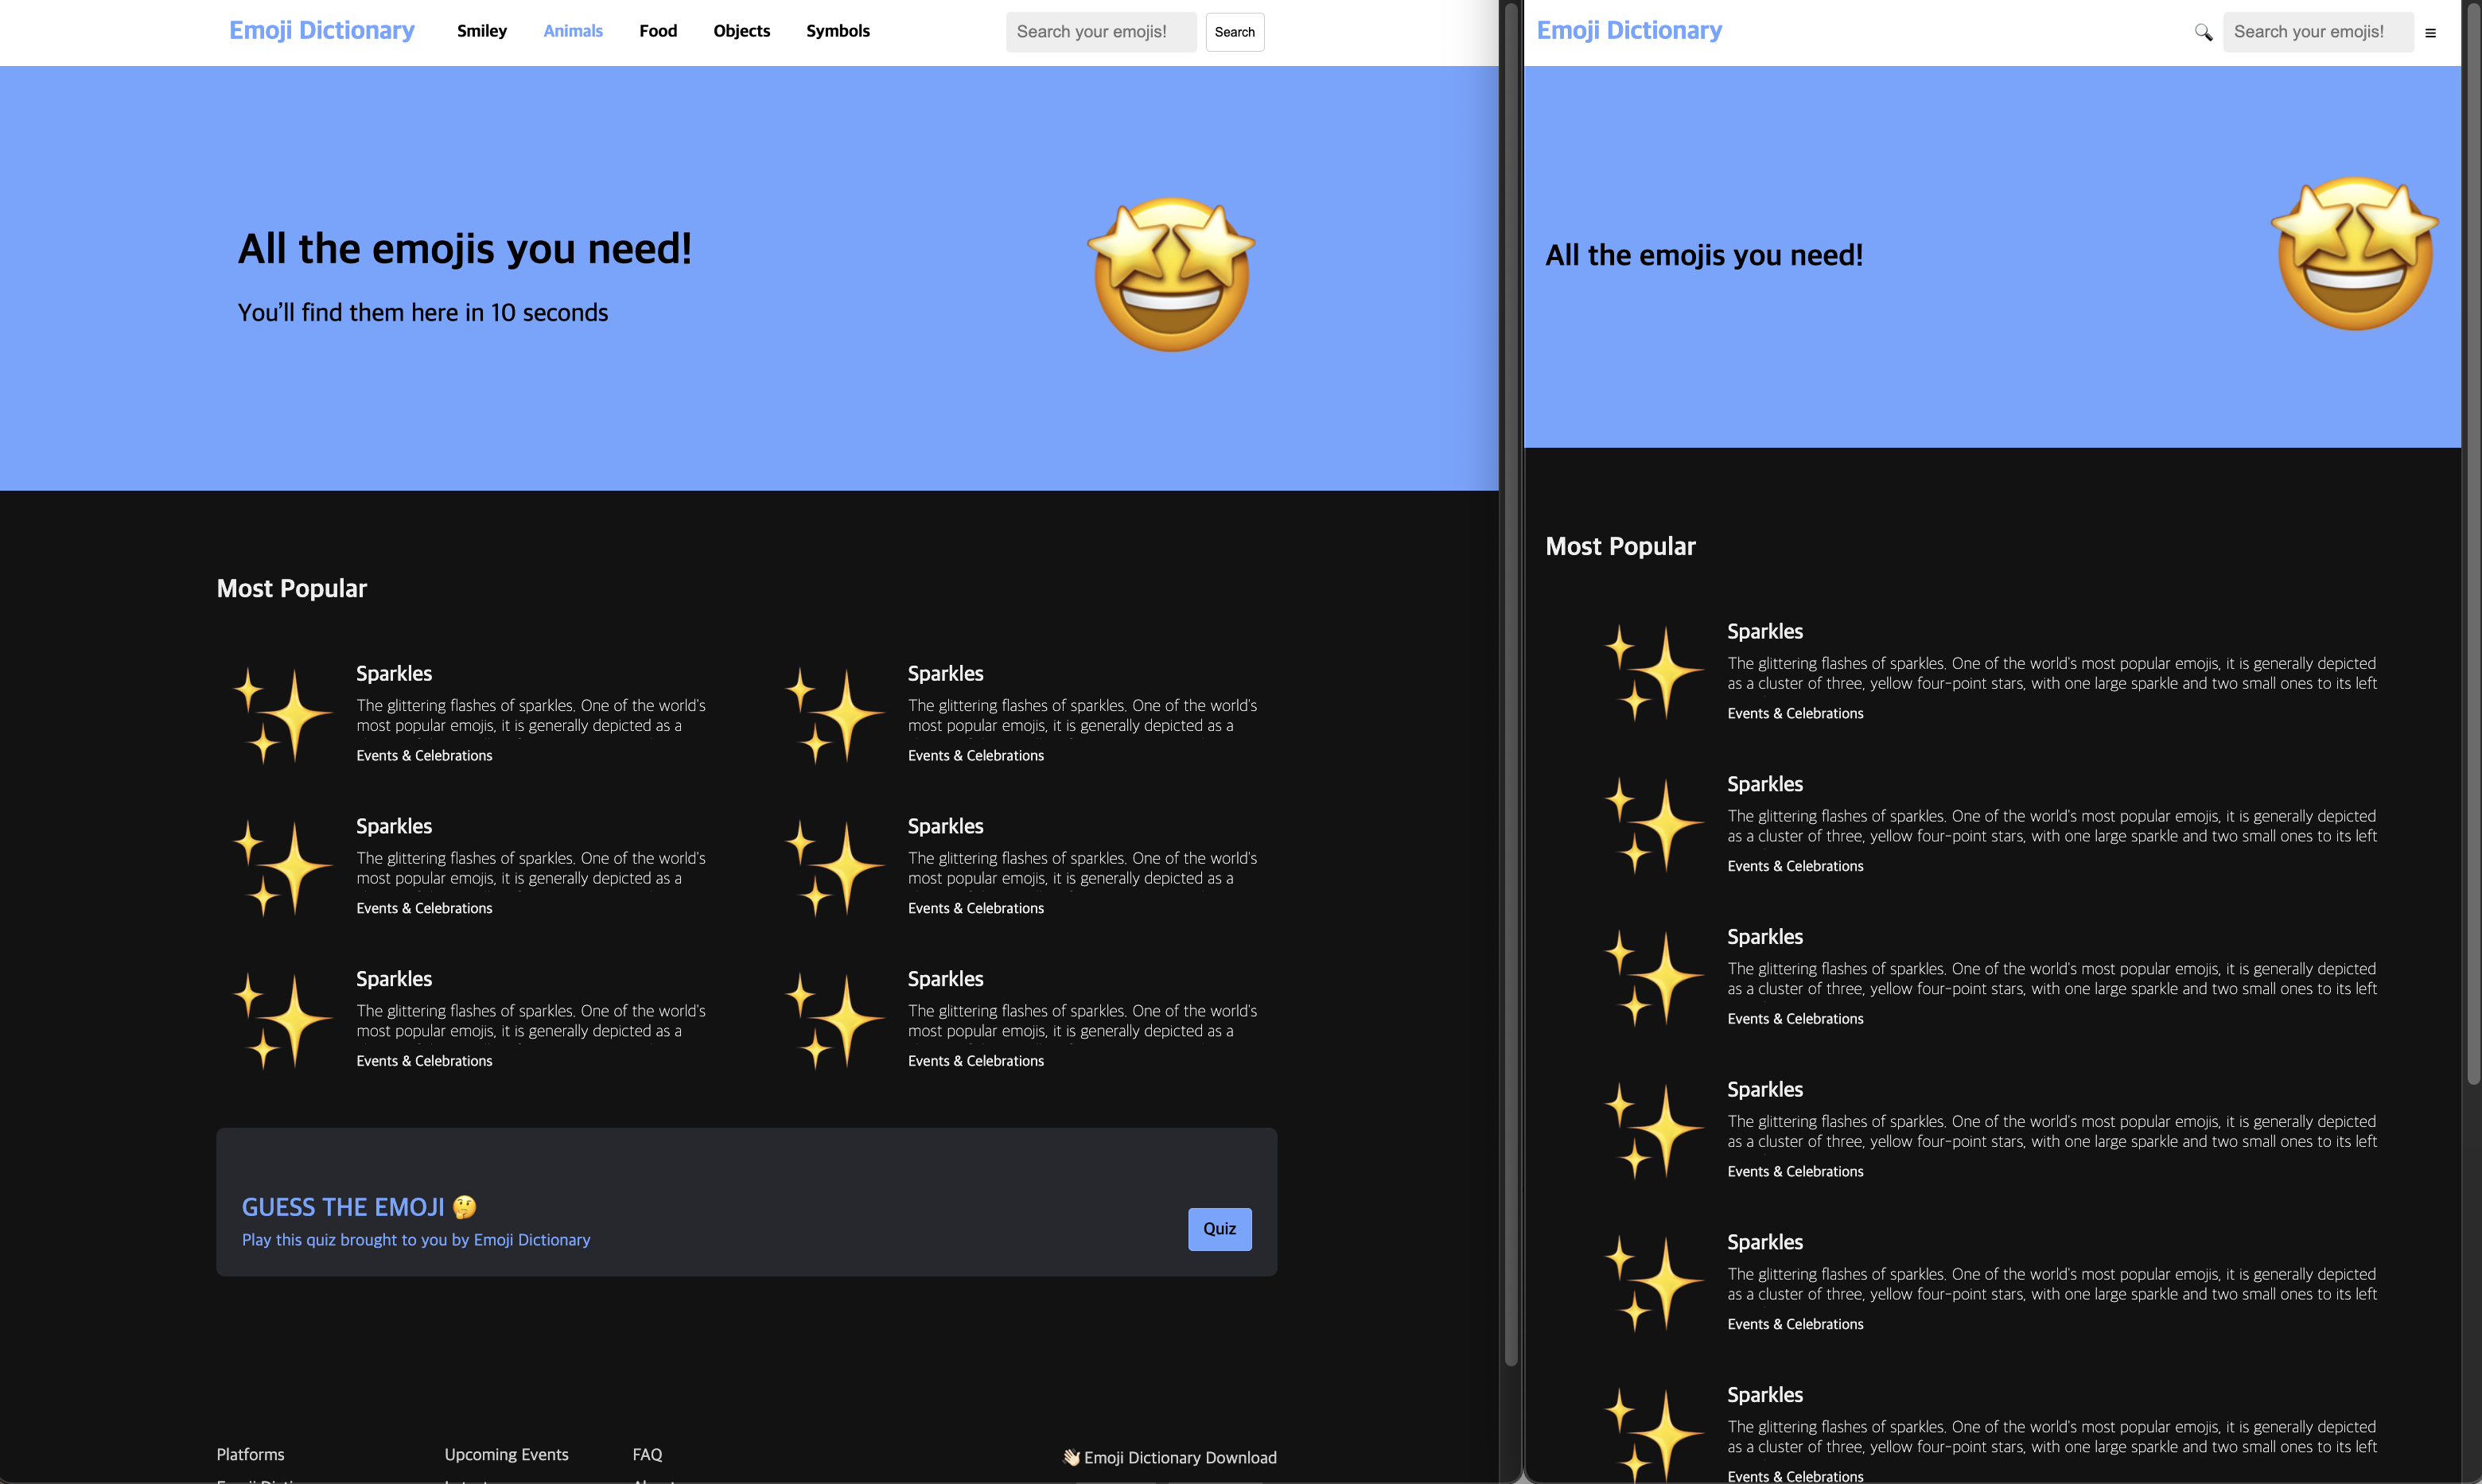 Emoji Dictionary
Smiley
Animals
Food
Objects
Symbols
Search your emojis!
Search
All the emojis you need!
You’ll find them here in 10 seconds
Most Popular
Sparkles
The glittering flashes of sparkles. One of the world's
most popular emojis, it is generally depicted as a
Events & Celebrations
Sparkles
The glittering flashes of sparkles. One of the world's
most popular emojis, it is generally depicted as a
Events & Celebrations
Sparkles
The glittering flashes of sparkles. One of the world's
most popular emojis, it is generally depicted as a
Events & Celebrations
Sparkles
The glittering flashes of sparkles. One of the world's
most popular emojis, it is generally depicted as a
Events & Celebrations
Sparkles
The glittering flashes of sparkles. One of the world's
most popular emojis, it is generally depicted as a
Events & Celebrations
Sparkles
The glittering flashes of sparkles. One of the world's
most popular emojis, it is generally depicted as a
Events & Celebrations
GUESS THE EMOJI 🤔
Play this quiz brought to you by Emoji Dictionary
Quiz
Platforms
Upcoming Events
FAQ
👋🏻 Emoji Dictionary Download
Emoji Dictionary
Search your emojis!
All the emojis you need!
Most Popular
Sparkles
The glittering flashes of sparkles. One of the world's most popular emojis, it is generally depicted
as a cluster of three, yellow four-point stars, with one large sparkle and two small ones to its left
Events & Celebrations
Sparkles
The glittering flashes of sparkles. One of the world's most popular emojis, it is generally depicted
as a cluster of three, yellow four-point stars, with one large sparkle and two small ones to its left
Events & Celebrations
Sparkles
The glittering flashes of sparkles. One of the world's most popular emojis, it is generally depicted
as a cluster of three, yellow four-point stars, with one large sparkle and two small ones to its left
Events & Celebrations
Sparkles
The glittering flashes of sparkles. One of the world's most popular emojis, it is generally depicted
as a cluster of three, yellow four-point stars, with one large sparkle and two small ones to its left
Events & Celebrations
Sparkles
The glittering flashes of sparkles. One of the world's most popular emojis, it is generally depicted
as a cluster of three, yellow four-point stars, with one large sparkle and two small ones to its left
Events & Celebrations
Sparkles
The glittering flashes of sparkles. One of the world's most popular emojis, it is generally depicted
as a cluster of three, yellow four-point stars, with one large sparkle and two small ones to its left
Events & Celebrations